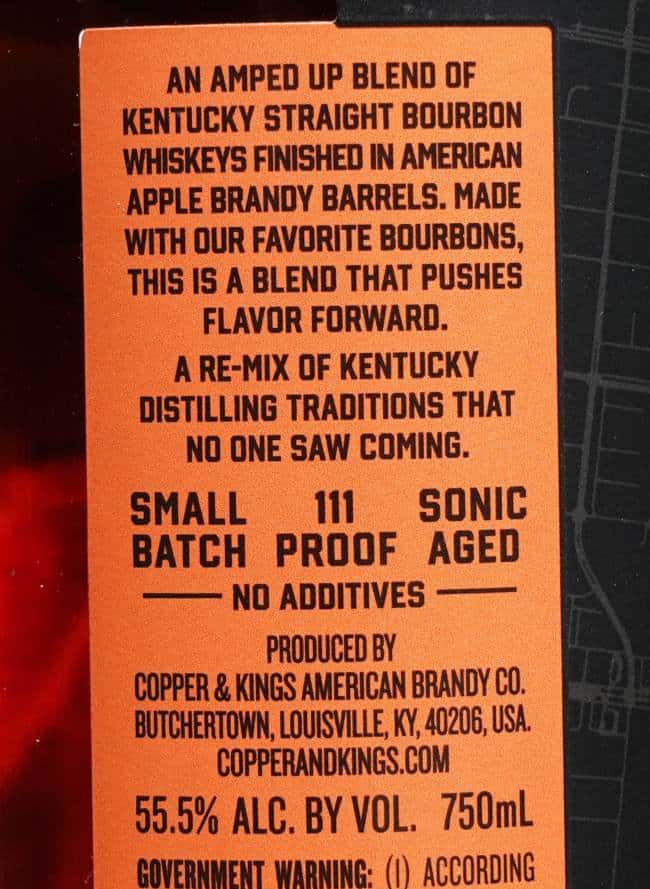 AN AMPED UP BLEND OF
KENTUCKY STRAIGHT BOURBON
WHISKEYS FINISHED IN AMERICAN
APPLE BRANDY BARRELS. MADE
WITH OUR FAVORITE BOURBONS,
THIS IS A BLEND THAT PUSHES
FLAVOR FORWARD.
A RE-MIX OF KENTUCKY
DISTILLING TRADITIONS THAT
NO ONE SAW COMING.
SMALL 111 SONIC
BATCH PROOF AGED
NO ADDITIVES
PRODUCED BY
COPPER & KINGS AMERICAN BRANDY CO.
BUTCHERTOWN, LOUISVILLE, KY, 40206, USA.
COPPERANDKINGS.COM
55.5% ALC. BY VOL. 750mL
GOVERNMENT WARNING: (I) ACCORDING